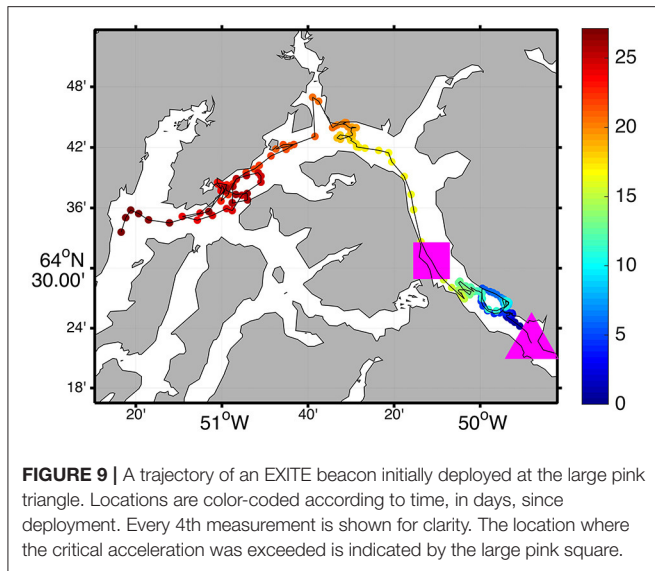 48'
42'
36'
64°N
30.00'
24'
18'
20'
51°W
40'
20'
50°W
25
20
15
10
5
0
FIGURE 9 | A trajectory of an EXITE beacon initially deployed at the large pink
triangle. Locations are color-coded according to time, in days, since
deployment. Every 4th measurement is shown for clarity. The location where
the critical acceleration was exceeded is indicated by the large pink square.